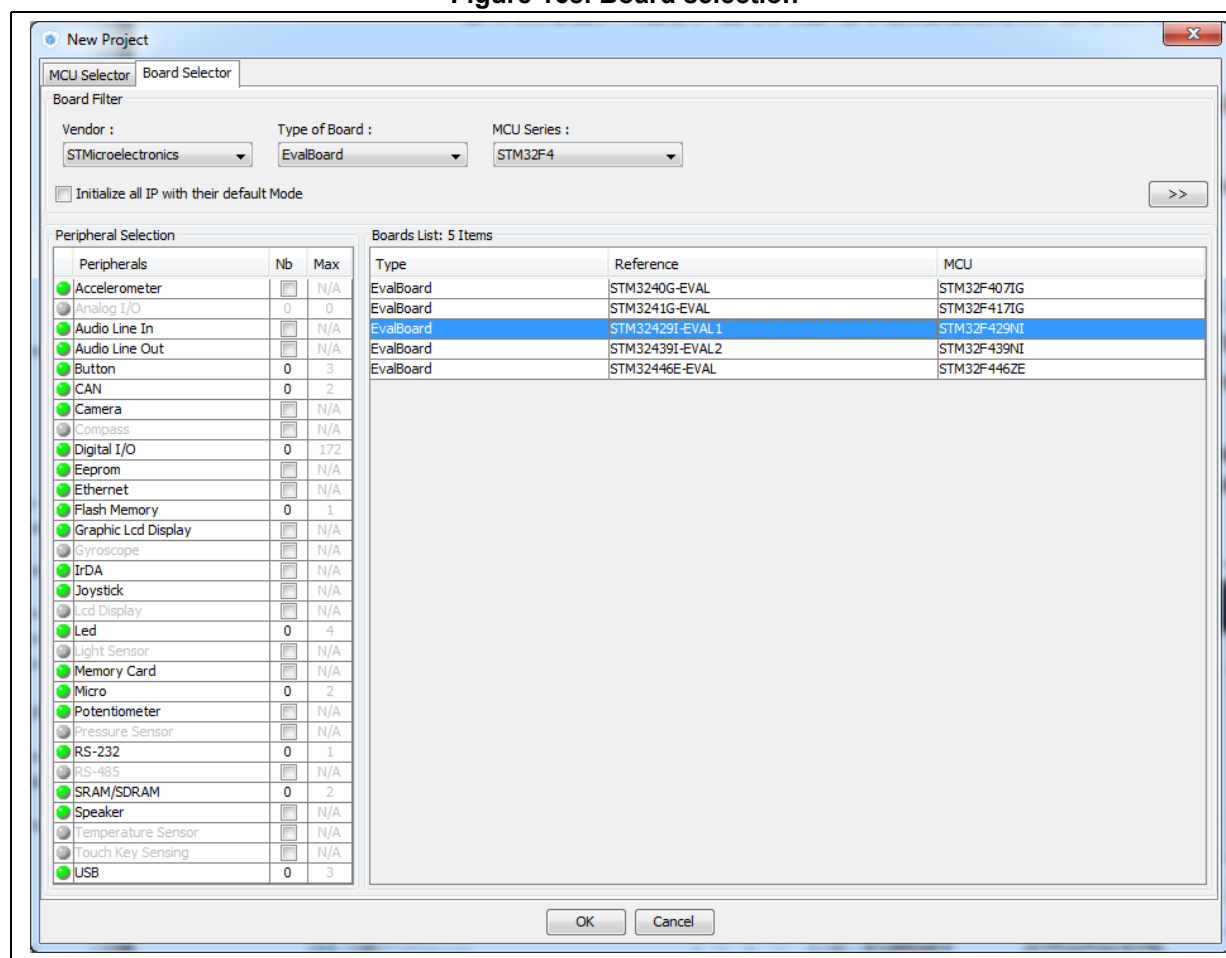 New Project
X
MCU Selector Board Selector
Board Filter
Vendor : Type of Board : MCU Series :
STMicroelectronics EvalBoard STM32F4
Initialize all IP with their default Mode >>
Peripheral Selection Boards List: 5 Items
Peripherals Nb Max Type Reference MCU
Accelerometer N/A EvalBoard STM3240G-EVAL STM32F407IG
Analog I/O 0 0 EvalBoard STM3241G-EVAL STM32F417IG
Audio Line In N/A EvalBoard STM32429I-EVAL1 STM32F429NI
Audio Line Out N/A EvalBoard STM32439I-EVAL2 STM32F439NI
Button 0 3 EvalBoard STM32446E-EVAL STM32F446ZE
CAN 0 2
Camera N/A
Compass N/A
Digital I/O 0 172
Eeprom N/A
Ethernet N/A
Flash Memory 0 1
Graphic Lcd Display N/A
Gyroscope N/A
IrDA N/A
Joystick N/A
Lcd Display N/A
Led 0 4
Light Sensor N/A
Memory Card N/A
Micro 0 2
Potentiometer N/A
Pressure Sensor N/A
RS-232 0 1
RS-485 N/A
SRAM/SDRAM 0 2
Speaker N/A
Temperature Sensor N/A
Touch Key Sensing N/A
USB 0 3
OK Cancel